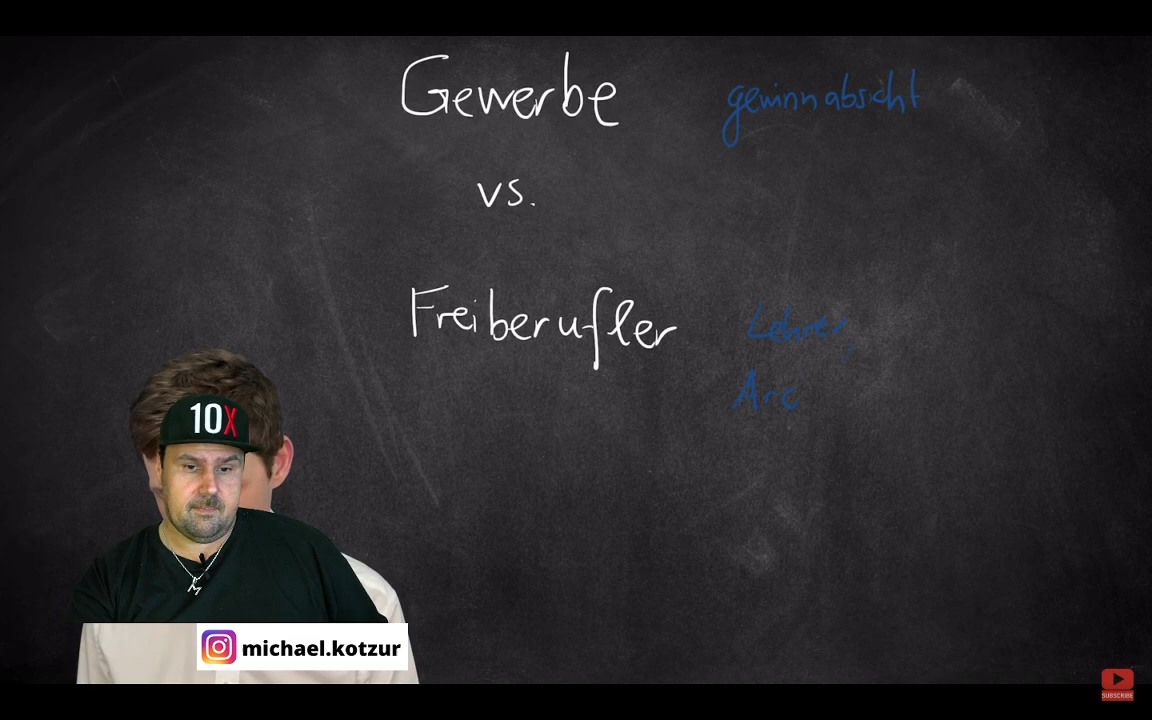 Gewerbe gewinnabsicht
vs.
Freiberufler Lehrer,
Arc
10X
M
michael.kotzur
SUBSCRIBE